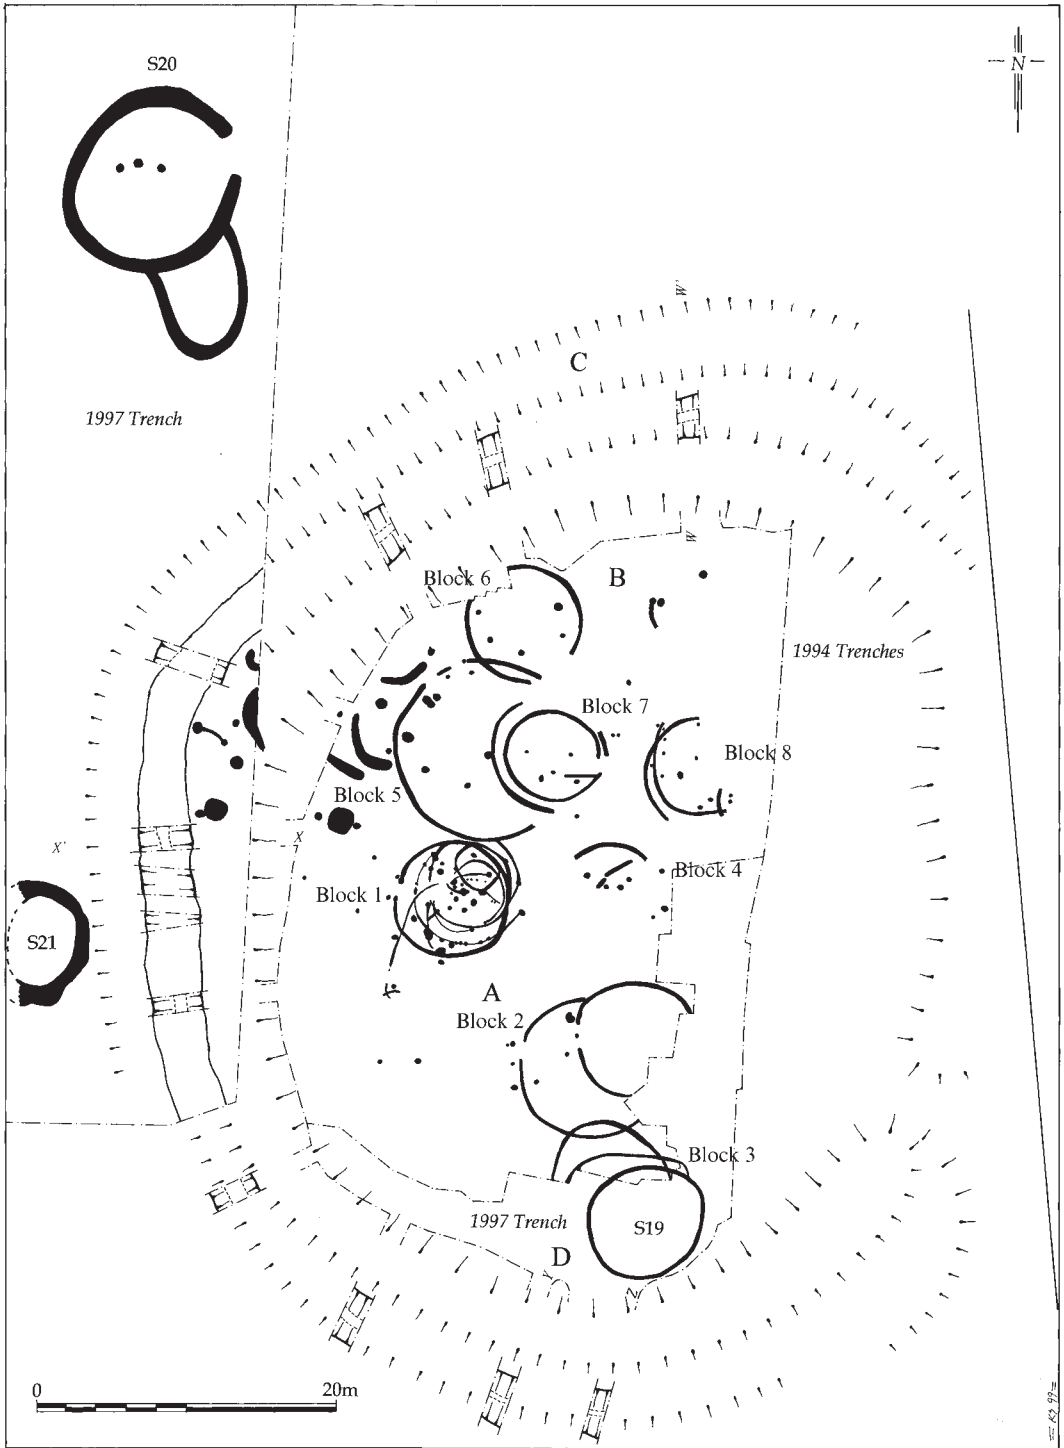 S20
N
W'
C
1997 Trench
Block 6
B
W
1994 Trenches
Block 7
Block 8
Block 5
X
X'
Block 4
Block 1
S21
A
Block 2
Block 3
1997 Trench
S19
D
Y
Z
0
20m